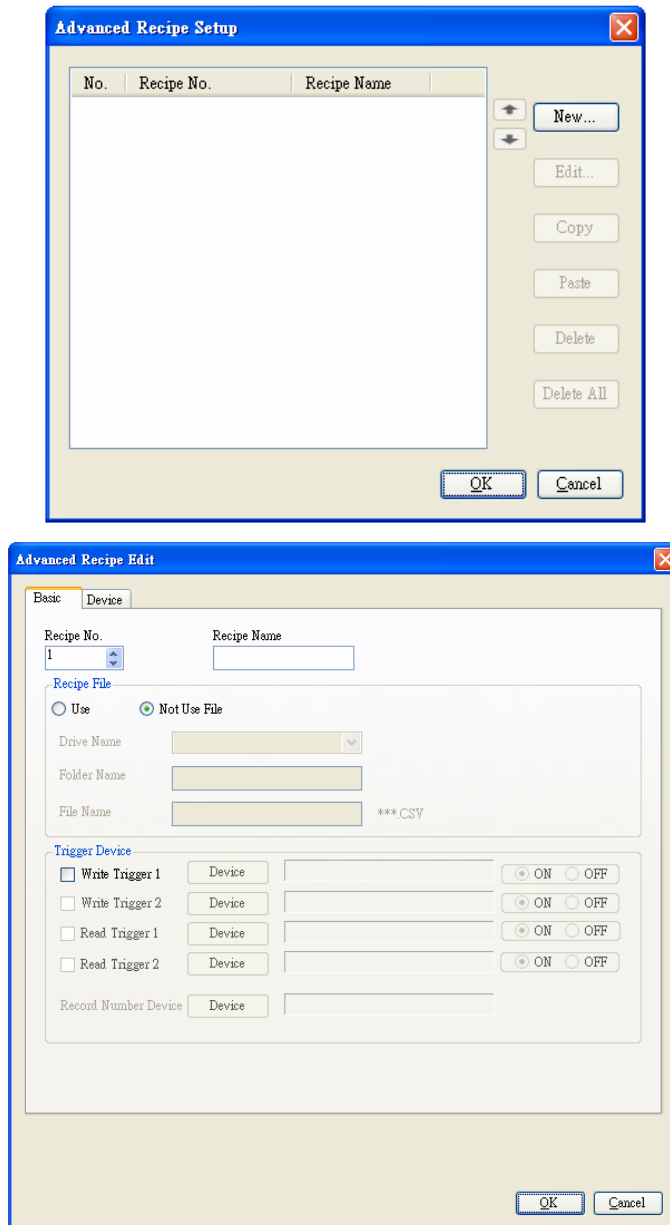 Advanced Recipe Setup
No. Recipe No. Recipe Name
New...
Edit...
Copy
Paste
Delete
Delete All
OK Cancel
Advanced Recipe Edit
Basic Device
Recipe No. Recipe Name
1
Recipe File
Use Not Use File
Drive Name
Folder Name
File Name ***.CSV
Trigger Device
Write Trigger 1 Device ON OFF
Write Trigger 2 Device ON OFF
Read Trigger 1 Device ON OFF
Read Trigger 2 Device ON OFF
Record Number Device Device
OK Cancel